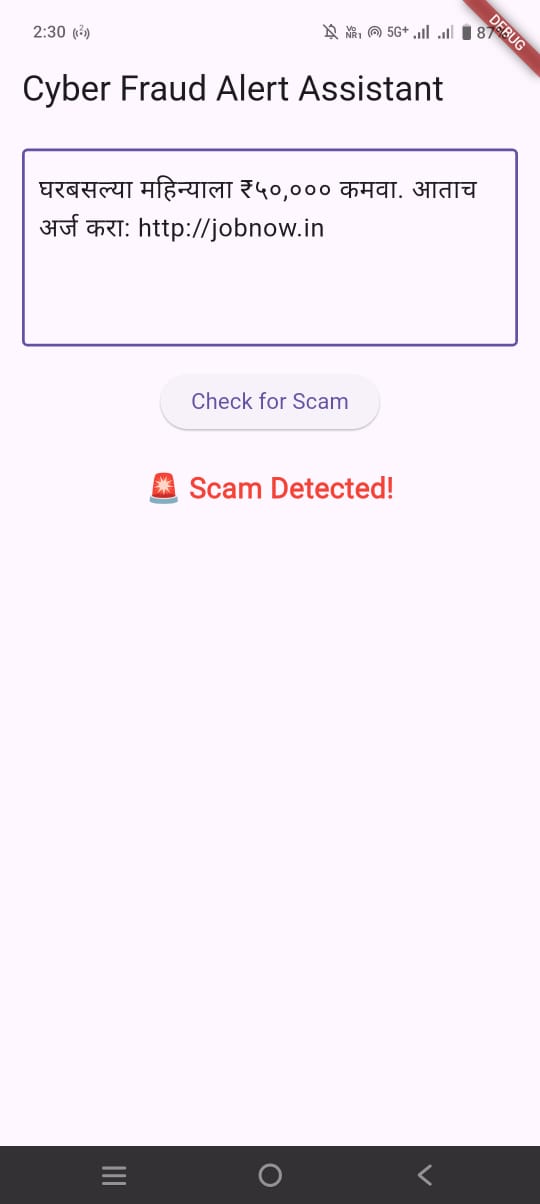 2:30
5G+
87%
DEBUG
Cyber Fraud Alert Assistant
घरबसल्या महिन्याला ₹५०,००० कमवा. आताच
अर्ज करा: http://jobnow.in
Check for Scam
🚨 Scam Detected!